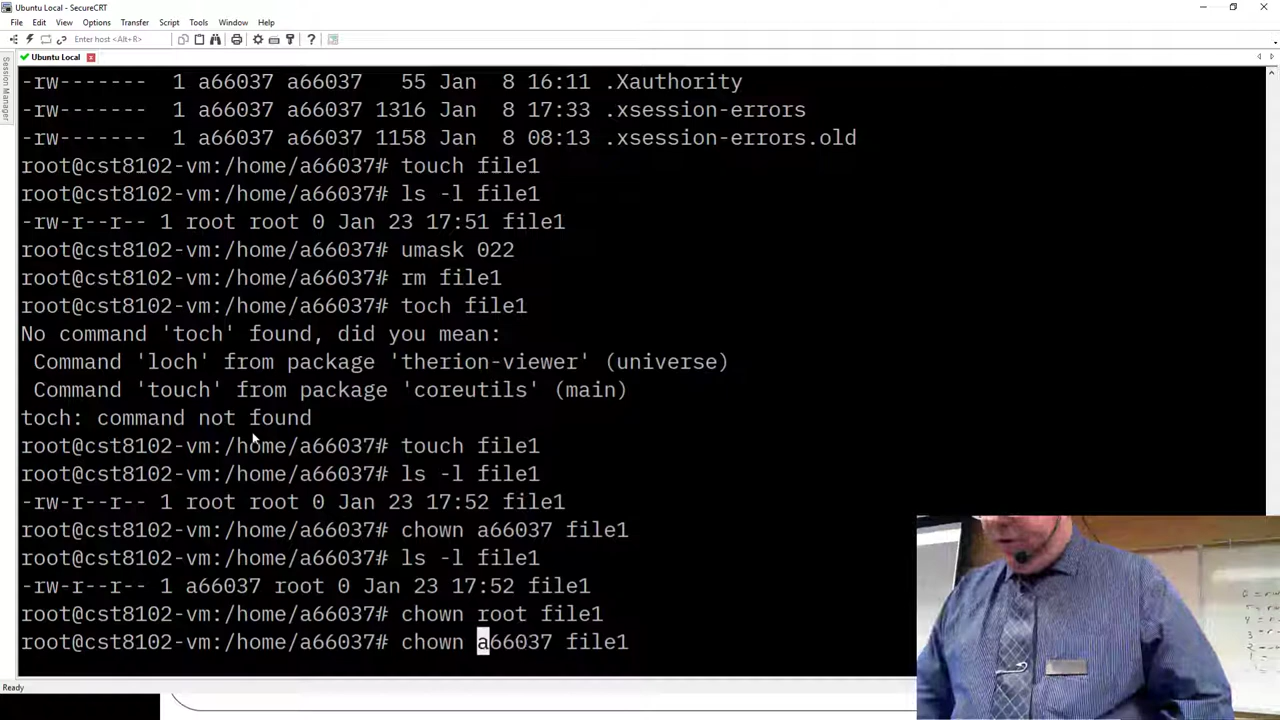 Ubuntu Local - SecureCRT
File Edit View Options Transfer Script Tools Window Help
Enter host <Alt+R>
Session Manager
Ubuntu Local
-rw------- 1 a66037 a66037 55 Jan 8 16:11 .Xauthority
-rw------- 1 a66037 a66037 1316 Jan 8 17:33 .xsession-errors
-rw------- 1 a66037 a66037 1158 Jan 8 08:13 .xsession-errors.old
root@cst8102-vm:/home/a66037# touch file1
root@cst8102-vm:/home/a66037# ls -l file1
-rw-r--r-- 1 root root 0 Jan 23 17:51 file1
root@cst8102-vm:/home/a66037# umask 022
root@cst8102-vm:/home/a66037# rm file1
root@cst8102-vm:/home/a66037# toch file1
No command 'toch' found, did you mean:
Command 'loch' from package 'therion-viewer' (universe)
Command 'touch' from package 'coreutils' (main)
toch: command not found
root@cst8102-vm:/home/a66037# touch file1
root@cst8102-vm:/home/a66037# ls -l file1
-rw-r--r-- 1 root root 0 Jan 23 17:52 file1
root@cst8102-vm:/home/a66037# chown a66037 file1
root@cst8102-vm:/home/a66037# ls -l file1
-rw-r--r-- 1 a66037 root 0 Jan 23 17:52 file1
root@cst8102-vm:/home/a66037# chown root file1
root@cst8102-vm:/home/a66037# chown a66037 file1
Ready